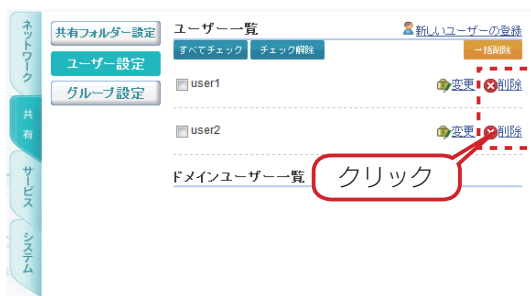 ネットワーク
共有
サービス
システム
共有フォルダー設定
ユーザー設定
グループ設定
ユーザー一覧
新しいユーザーの登録
すべてチェック
チェック解除
一括削除
user1
変更
削除
user2
変更
削除
ドメインユーザー一覧
クリック